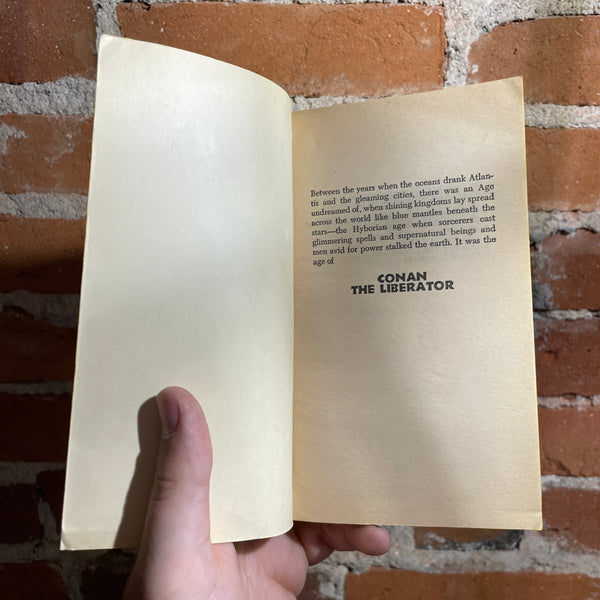 Between the years when the oceans drank Atlan-
tis and the gleaming cities, there was an Age
undreamed of, when shining kingdoms lay spread
across the world like blue mantles beneath the
stars—the Hyborian age when sorcerers cast
glimmering spells and supernatural beings and
men avid for power stalked the earth. It was the
age of
CONAN
THE LIBERATOR